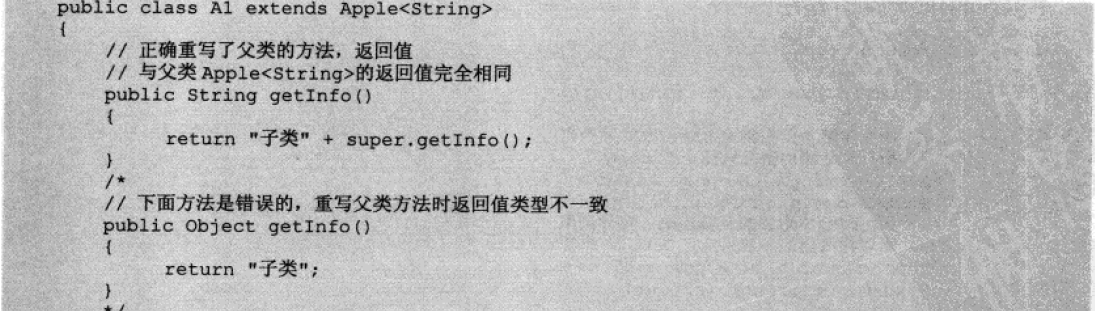 public class A1 extends Apple<String>
{
// 正确重写了父类的方法，返回值
// 与父类 Apple<String>的返回值完全相同
public String getInfo()
{
return "子类" + super.getInfo();
}
/*
// 下面方法是错误的，重写父类方法时返回值类型不一致
public Object getInfo()
{
return "子类";
}
*/